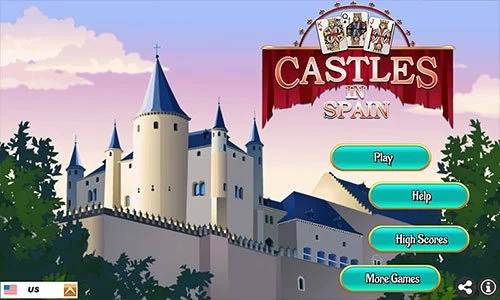 K Q J
CASTLES
IN
SPAIN
Play
Help
High Scores
More Games
US